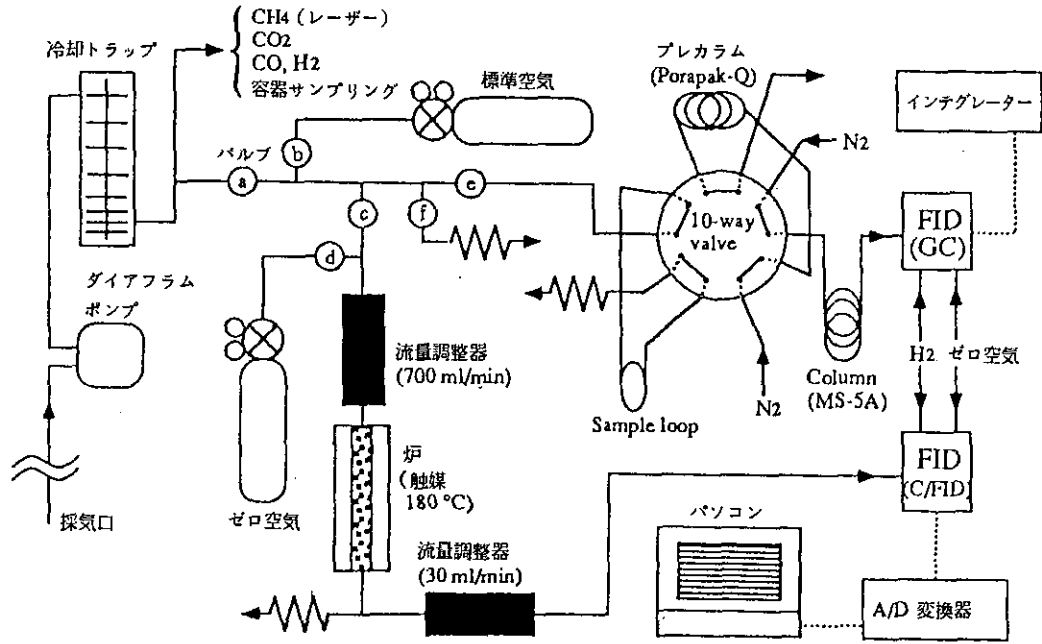 CH4 (レーザー)
CO2
CO, H2
容器サンプリング
冷却トラップ
標準空気
プレカラム
(Porapak-Q)
インテグレーター
N2
バルブ
a
b
c
d
e
f
10-way
valve
FID
(GC)
ダイアフラム
ポンプ
流量調整器
(700 ml/min)
H2 ゼロ空気
Column
(MS-5A)
N2
Sample loop
炉
(触媒
180 °C)
FID
(C/FID)
採気口
ゼロ空気
パソコン
流量調整器
(30 ml/min)
A/D 変換器